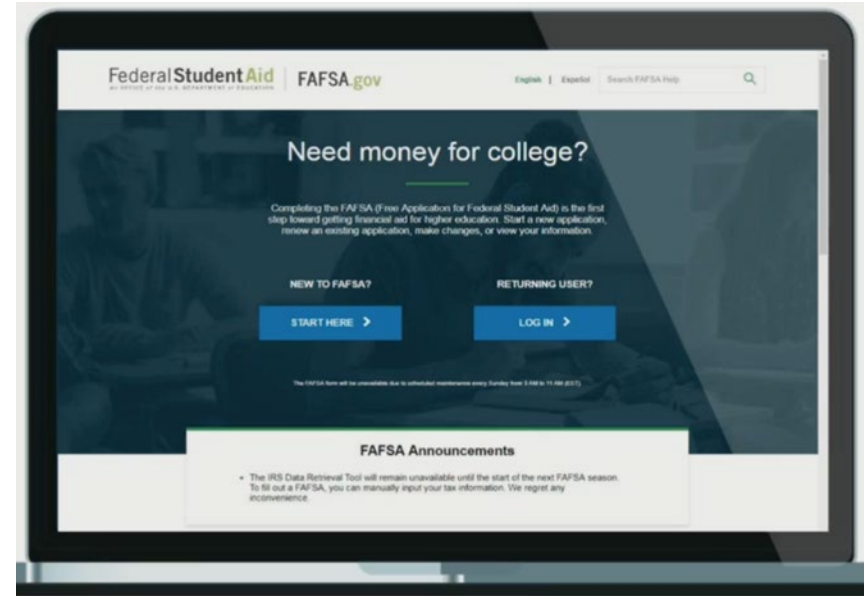 Federal Student Aid | FAFSA.gov
An OFFICE of the U.S. DEPARTMENT of EDUCATION
English | Español
Search FAFSA Help
Need money for college?
Completing the FAFSA (Free Application for Federal Student Aid) is the first
step toward getting financial aid for higher education. Start a new application,
renew an existing application, make changes, or view your information.
NEW TO FAFSA?
RETURNING USER?
START HERE
LOG IN
The FAFSA form will be unavailable due to scheduled maintenance every Sunday from 3 AM to 11 AM (EST)
FAFSA Announcements
• The IRS Data Retrieval Tool will remain unavailable until the start of the next FAFSA season.
To fill out a FAFSA, you can manually input your tax information. We regret any
inconvenience.